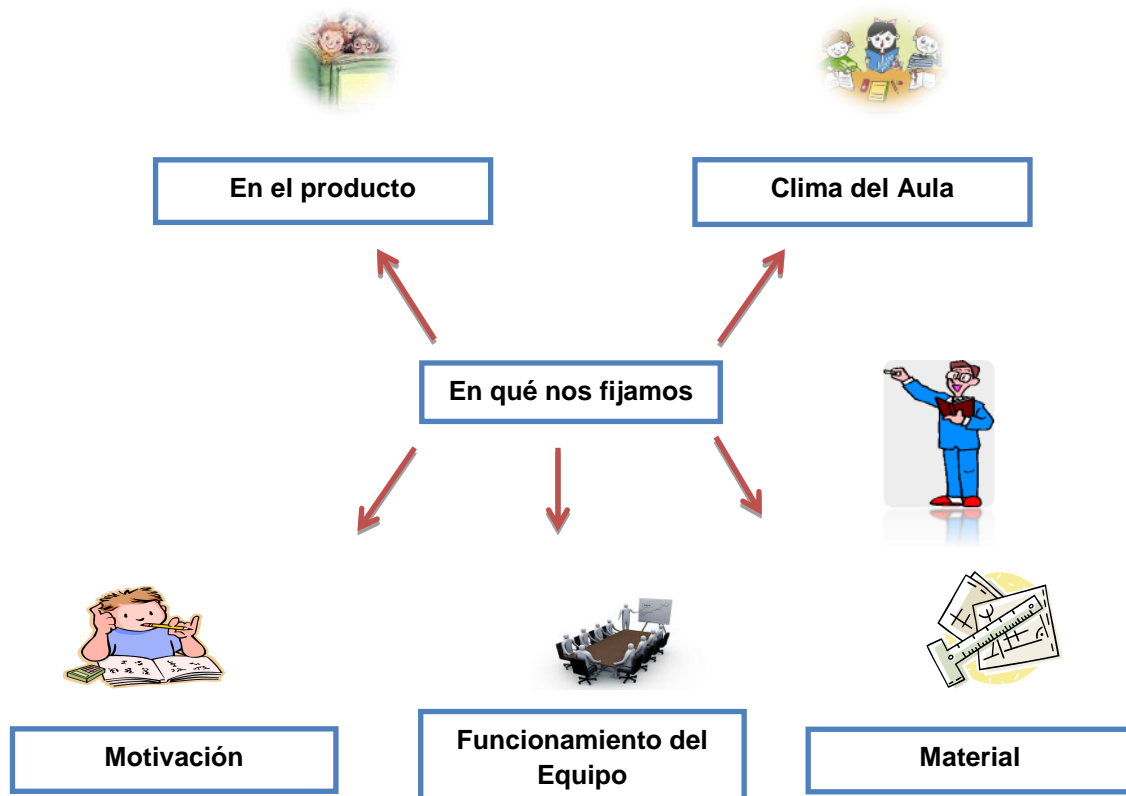 En el producto
Clima del Aula
En qué nos fijamos
Motivación
Funcionamiento del
Equipo
Material